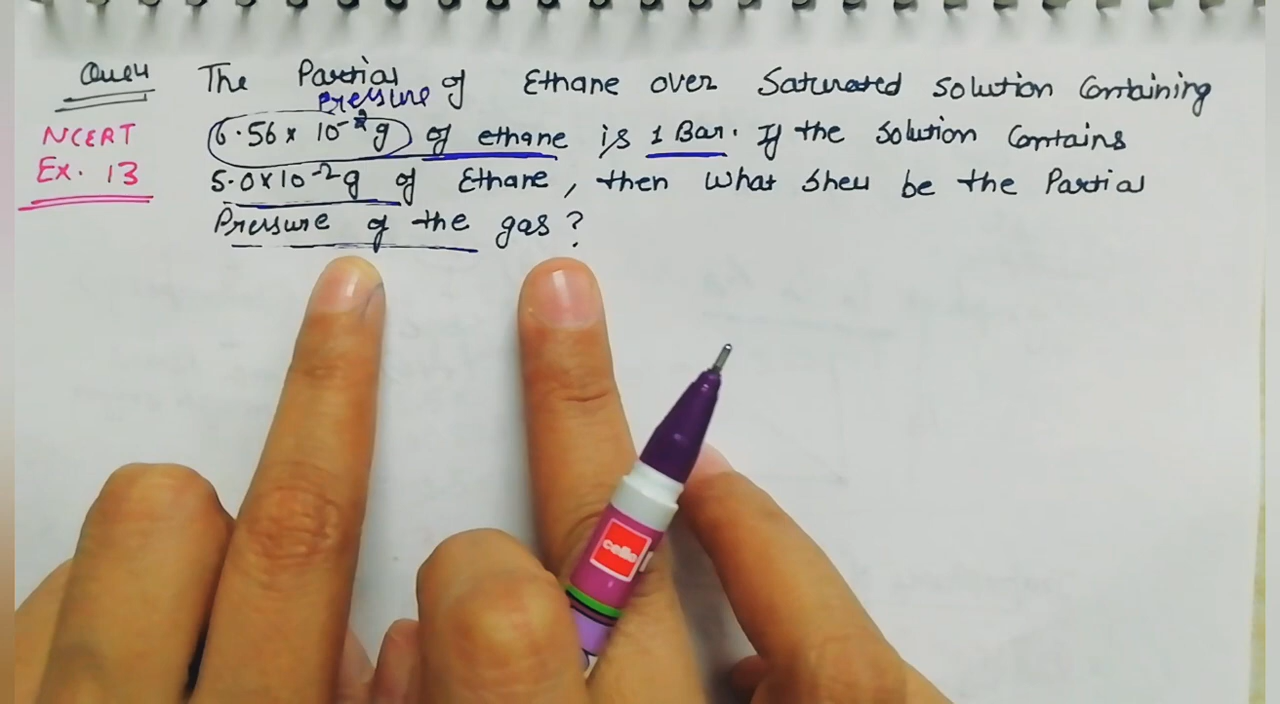 Ques The Partial Pressure of Ethane over Saturated Solution Containing
NCERT 6.56 x 10⁻²g of ethane is 1 Bar. If the Solution Contains
Ex. 13 5.0x10⁻²g of Ethane, then what shell be the Partial
Pressure of the gas?
cello